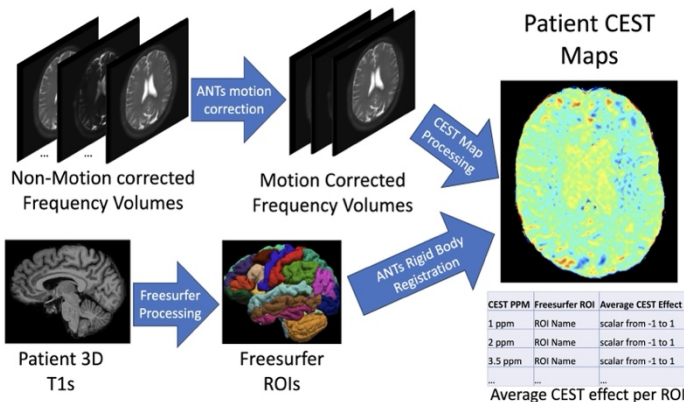 Patient CEST
Maps
ANTs motion
correction
...
...
Non-Motion corrected
Frequency Volumes
Motion Corrected
Frequency Volumes
CEST Map
Processing
Freesurfer
Processing
ANTs Rigid Body
Registration
Patient 3D
T1s
Freesurfer
ROIs
CEST PPM Freesurfer ROI Average CEST Effect
1 ppm ROI Name scalar from -1 to 1
2 ppm ROI Name scalar from -1 to 1
3.5 ppm ROI Name scalar from -1 to 1
... ... ...
Average CEST effect per ROI